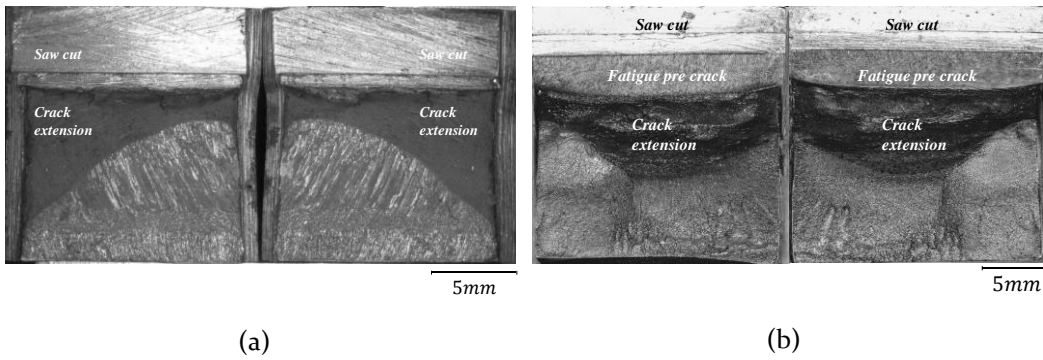 Saw cut
Saw cut
Crack
extension
Crack
extension
5mm
(a)
Saw cut
Saw cut
Fatigue pre crack
Fatigue pre crack
Crack
extension
Crack
extension
5mm
(b)